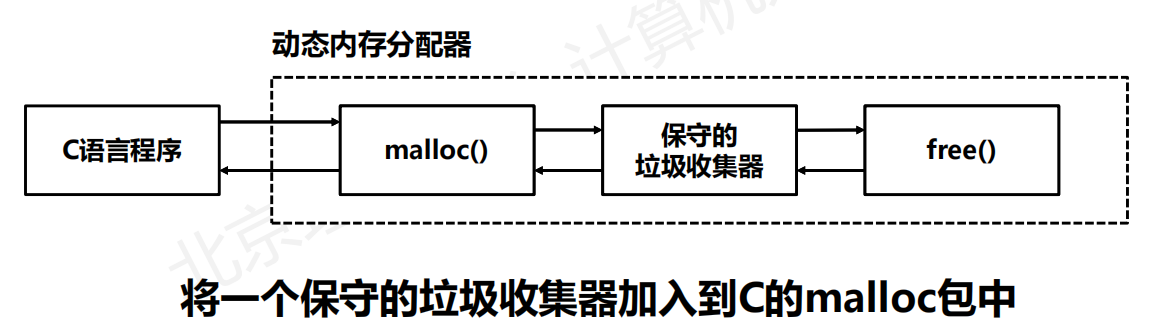 动态内存分配器
C语言程序
malloc()
保守的
垃圾收集器
free()
将一个保守的垃圾收集器加入到C的malloc包中